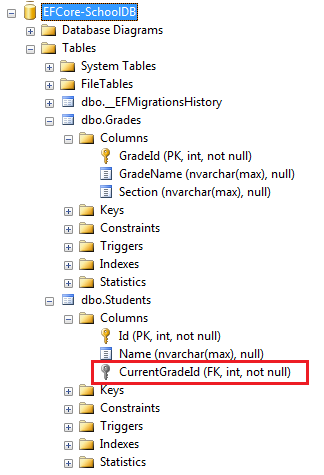 EFCore-SchoolDB
Database Diagrams
Tables
System Tables
FileTables
dbo.__EFMigrationsHistory
dbo.Grades
Columns
GradeId (PK, int, not null)
GradeName (nvarchar(max), null)
Section (nvarchar(max), null)
Keys
Constraints
Triggers
Indexes
Statistics
dbo.Students
Columns
Id (PK, int, not null)
Name (nvarchar(max), null)
CurrentGradeId (FK, int, not null)
Keys
Constraints
Triggers
Indexes
Statistics